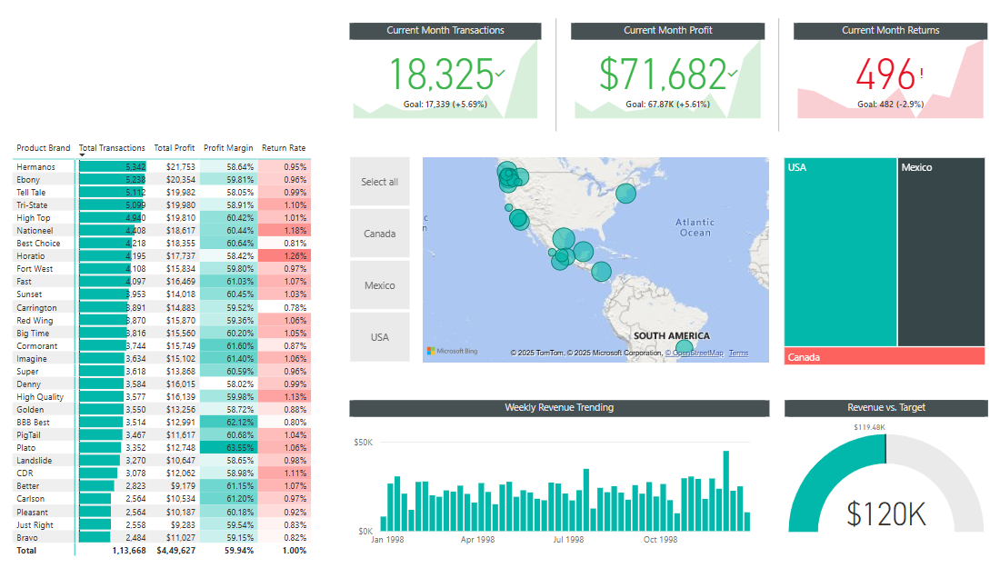 Current Month Transactions
18,325
Goal: 17,339 (+5.69%)
Current Month Profit
$71,682
Goal: 67.87K (+5.61%)
Current Month Returns
496!
Goal: 482 (-2.9%)
Product Brand Total Transactions Total Profit Profit Margin Return Rate
Hermanos 5,342 $21,753 58.64% 0.95%
Ebony 5,238 $20,354 59.81% 0.96%
Tell Tale 5,112 $19,982 58.05% 0.99%
Tri-State 5,099 $19,980 58.91% 1.10%
High Top 4,940 $19,810 60.42% 1.01%
Nationeel 4,408 $18,617 60.44% 1.18%
Best Choice 4,218 $18,355 60.64% 0.81%
Horatio 4,195 $17,737 58.42% 1.26%
Fort West 4,108 $15,834 59.80% 0.97%
Fast 4,097 $16,469 61.03% 1.07%
Sunset 3,953 $14,018 60.45% 1.03%
Carrington 3,891 $14,883 59.52% 0.78%
Red Wing 3,870 $15,870 59.36% 1.06%
Big Time 3,816 $15,560 60.20% 1.05%
Cormorant 3,744 $15,749 61.60% 0.87%
Imagine 3,634 $15,102 61.40% 1.06%
Super 3,618 $13,868 60.59% 0.96%
Denny 3,584 $16,015 58.02% 0.99%
High Quality 3,577 $16,139 59.98% 1.13%
Golden 3,550 $13,256 58.72% 0.88%
BBB Best 3,514 $12,991 62.12% 0.80%
PigTail 3,467 $11,617 60.68% 1.04%
Plato 3,352 $12,748 63.55% 1.06%
Landslide 3,270 $10,647 58.65% 0.98%
CDR 3,078 $12,062 58.98% 1.11%
Better 2,823 $9,179 61.15% 1.07%
Carlson 2,564 $10,534 61.20% 0.97%
Pleasant 2,564 $10,187 60.18% 0.92%
Just Right 2,558 $9,283 59.54% 0.83%
Bravo 2,484 $11,027 59.15% 0.82%
Total 1,13,668 $4,49,627 59.94% 1.00%
Select all
Canada
Mexico
USA
Atlantic
Ocean
SOUTH AMERICA
Microsoft Bing
© 2025 TomTom, © 2025 Microsoft Corporation, © OpenStreetMap Terms
USA
Mexico
Canada
Weekly Revenue Trending
$50K
$0K
Jan 1998 Apr 1998 Jul 1998 Oct 1998
Revenue vs. Target
$119.48K
$120K